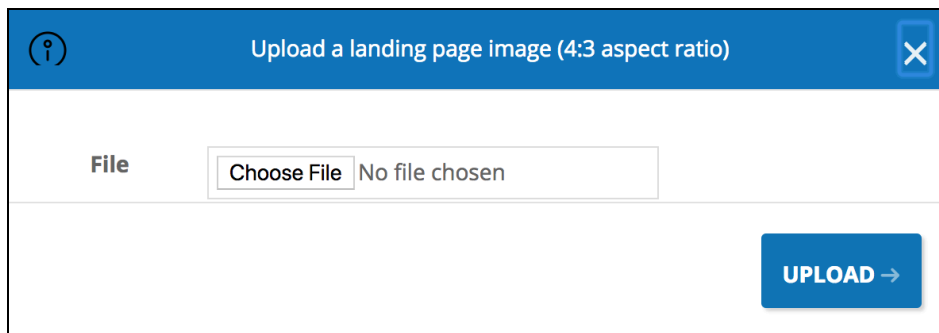 Upload a landing page image (4:3 aspect ratio)
File
Choose File No file chosen
UPLOAD →